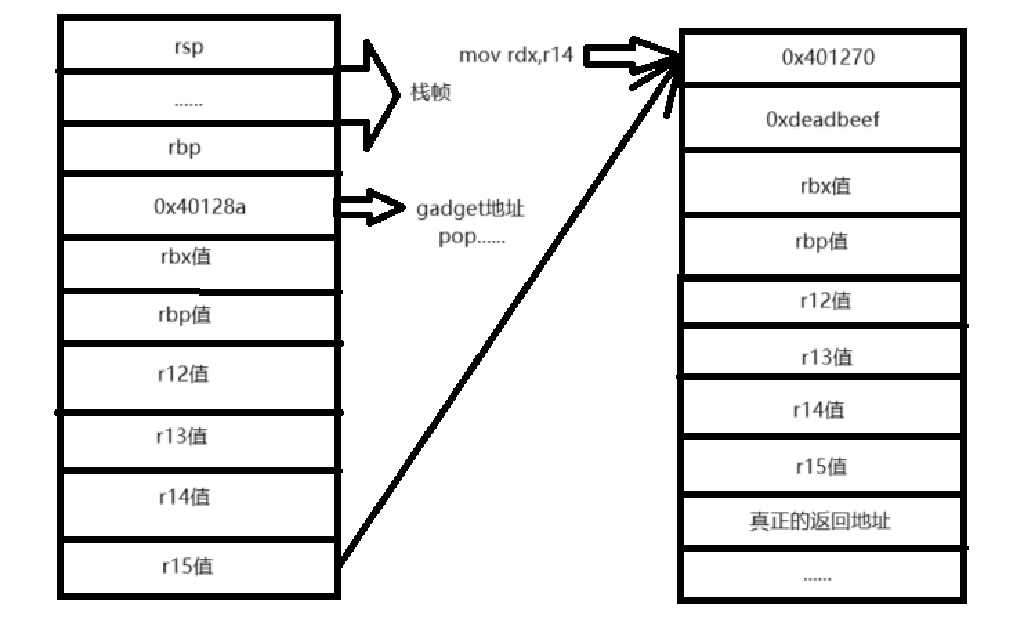 rsp
......
rbp
0x40128a
rbx值
rbp值
r12值
r13值
r14值
r15值
栈帧
gadget地址
pop......
mov rdx,r14
0x401270
0xdeadbeef
rbx值
rbp值
r12值
r13值
r14值
r15值
真正的返回地址
......